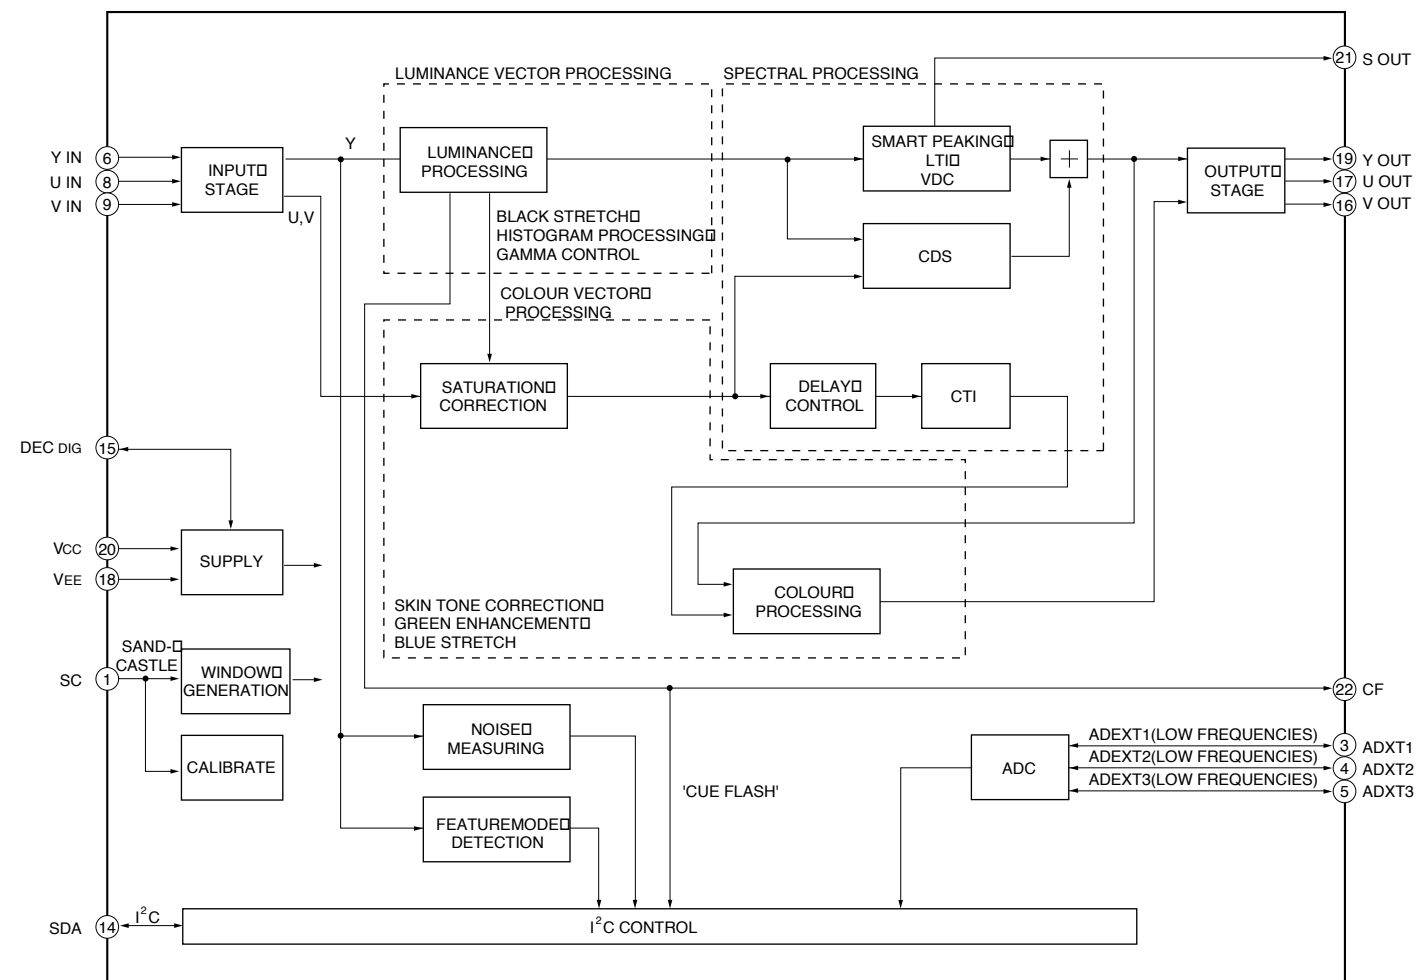 LUMINANCE VECTOR PROCESSING
SPECTRAL PROCESSING
21 S OUT
Y IN 6
U IN 8
V IN 9
INPUT
STAGE
Y
U,V
LUMINANCE
PROCESSING
SMART PEAKING
LTI
VDC
+
OUTPUT
STAGE
19 Y OUT
17 U OUT
16 V OUT
BLACK STRETCH
HISTOGRAM PROCESSING
GAMMA CONTROL
CDS
COLOUR VECTOR
PROCESSING
SATURATION
CORRECTION
DELAY
CONTROL
CTI
DEC DIG 15
VCC 20
VEE 18
SUPPLY
COLOUR
PROCESSING
SKIN TONE CORRECTION
GREEN ENHANCEMENT
BLUE STRETCH
SAND-
CASTLE
SC 1
WINDOW
GENERATION
22 CF
CALIBRATE
NOISE
MEASURING
'CUE FLASH'
ADC
ADEXT1(LOW FREQUENCIES)
ADEXT2(LOW FREQUENCIES)
ADEXT3(LOW FREQUENCIES)
3 ADXT1
4 ADXT2
5 ADXT3
FEATUREMODE
DETECTION
SDA 14
I²C
I²C CONTROL